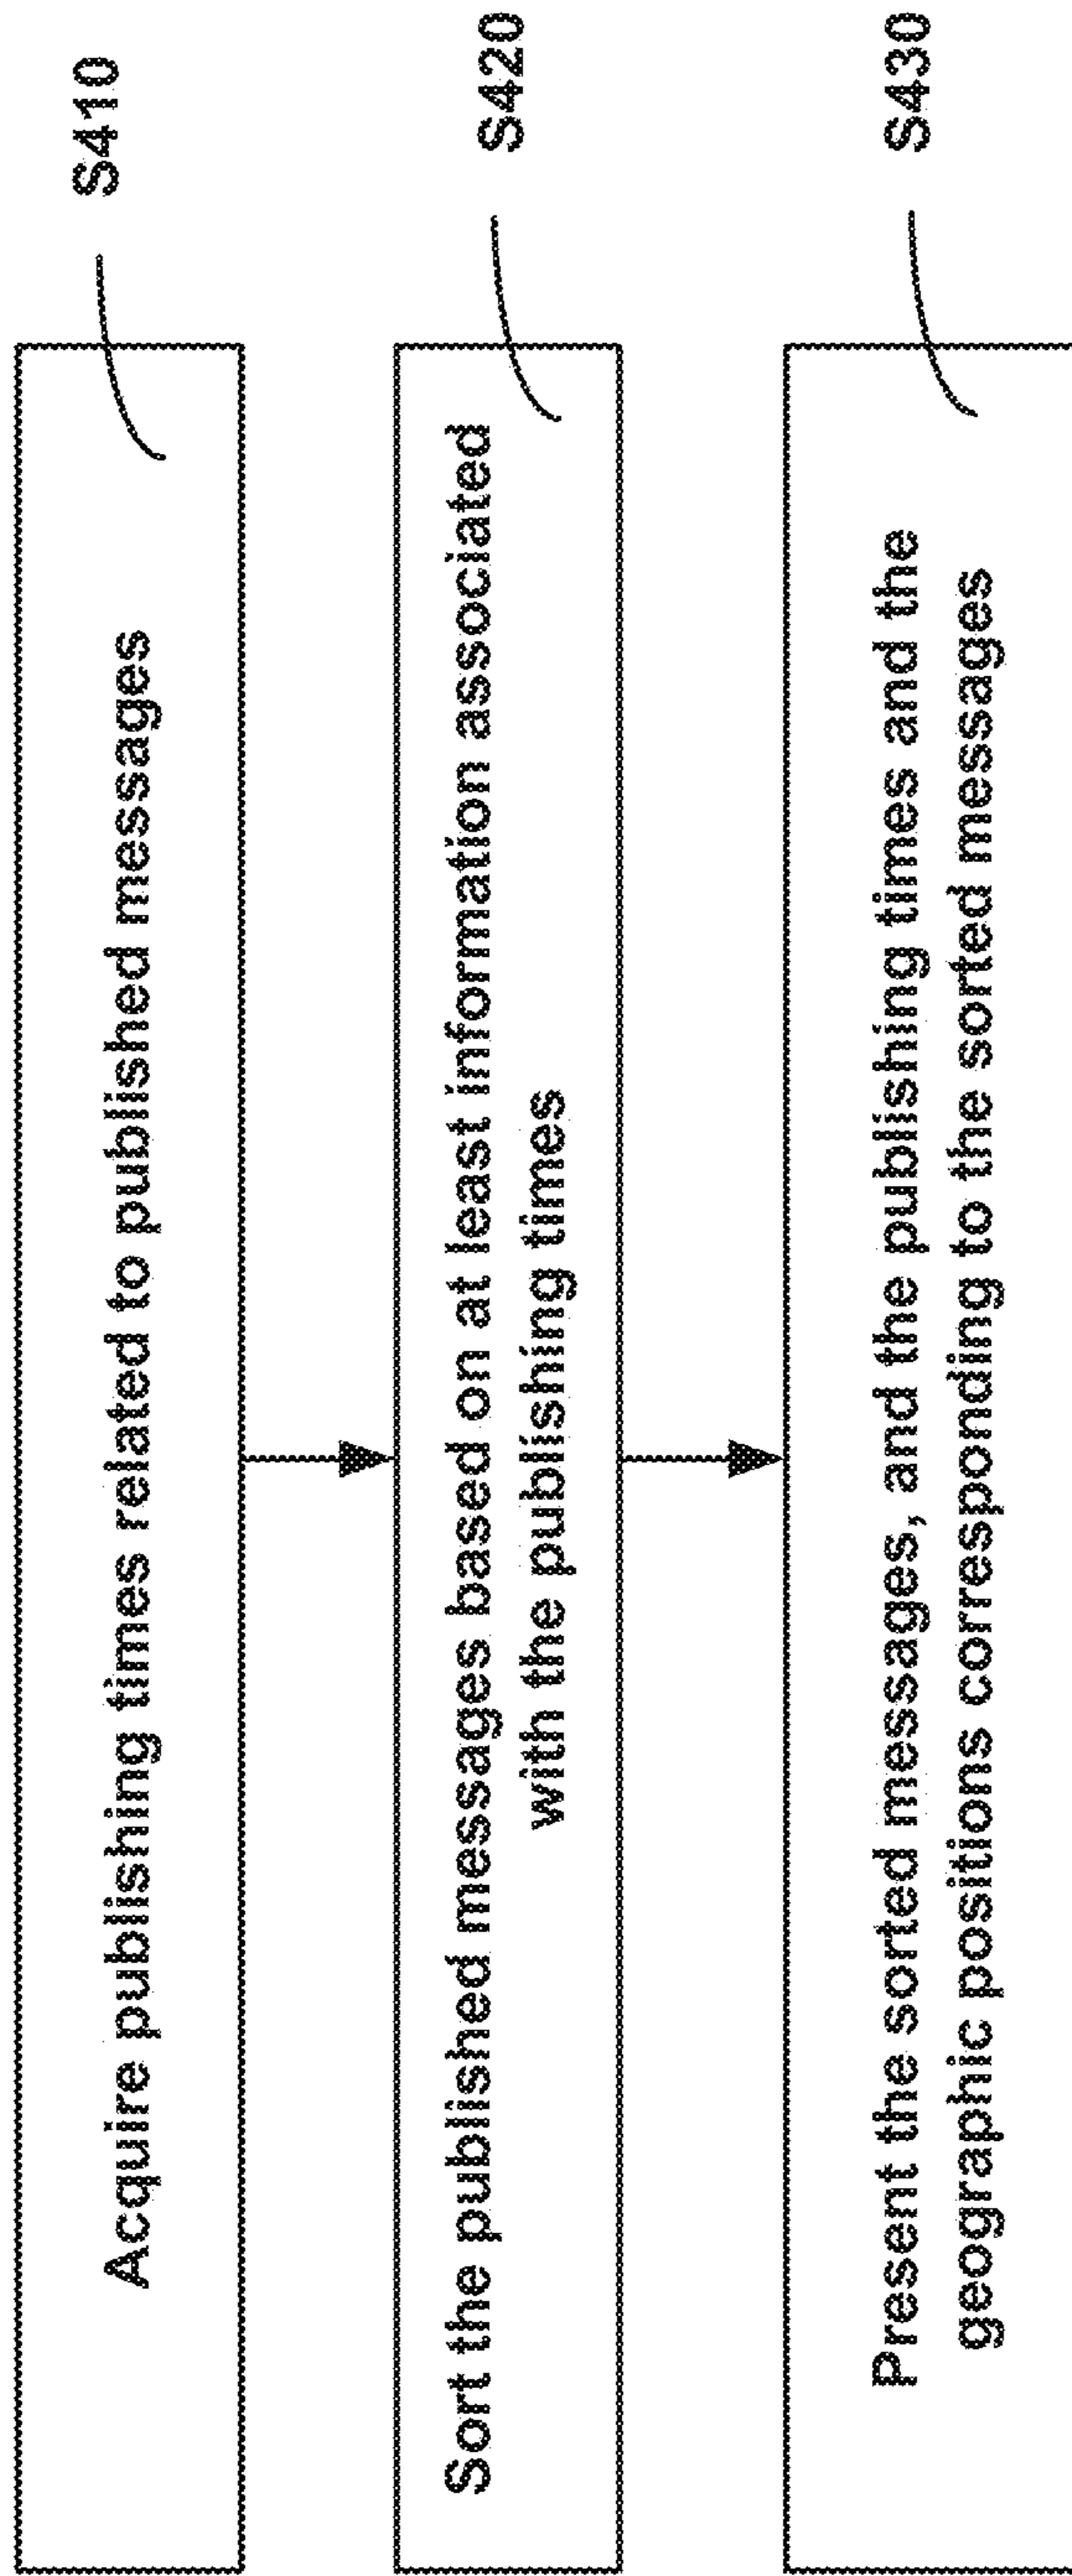 Acquire publishing times related to published messages
S410
Sort the published messages based on at least information associated
with the publishing times
S420
Present the sorted messages, and the publishing times and the
geographic positions corresponding to the sorted messages
S430